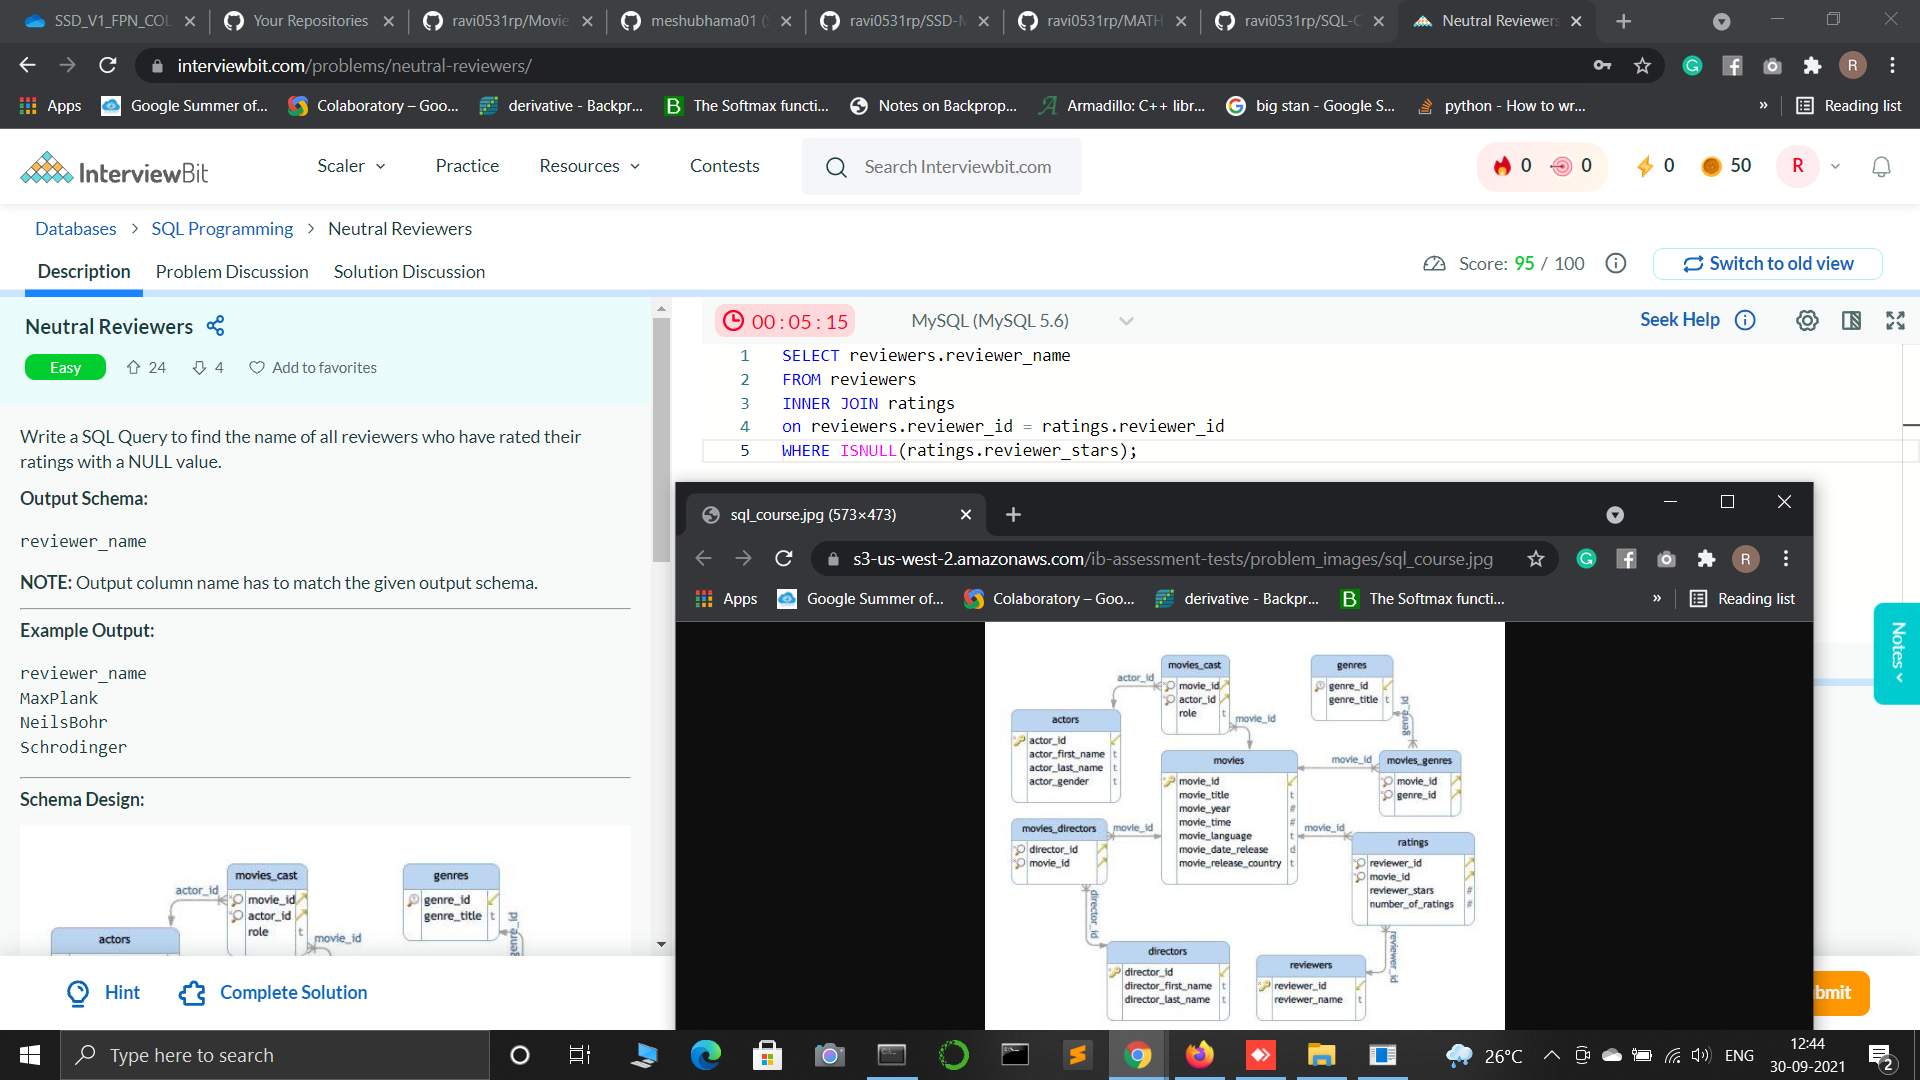 SSD_V1_FPN_COL
Your Repositories
ravi0531rp/Movie
meshubhama01 (S
ravi0531rp/SSD-M
ravi0531rp/MATH
ravi0531rp/SQL-C
Neutral Reviewers
interviewbit.com/problems/neutral-reviewers/
R
Apps
Google Summer of...
Colaboratory – Goo...
derivative - Backpr...
The Softmax functi...
Notes on Backprop...
Armadillo: C++ libr...
big stan - Google S...
python - How to wr...
»
Reading list
InterviewBit
Scaler
Practice
Resources
Contests
Search Interviewbit.com
0
0
0
50
R
Databases > SQL Programming > Neutral Reviewers
Description
Problem Discussion
Solution Discussion
Score: 95 / 100
Switch to old view
Neutral Reviewers
Easy
24
4
Add to favorites
Write a SQL Query to find the name of all reviewers who have rated their
ratings with a NULL value.
Output Schema:
reviewer_name
NOTE: Output column name has to match the given output schema.
Example Output:
reviewer_name
MaxPlank
NeilsBohr
Schrodinger
Schema Design:
movies_cast
movie_id
actor_id
role
t
actor_id
movie_id
genres
genre_id
genre_title t
genre_id
actors
Hint
Complete Solution
00 : 05 : 15
MySQL (MySQL 5.6)
Seek Help
1 SELECT reviewers.reviewer_name
2 FROM reviewers
3 INNER JOIN ratings
4 on reviewers.reviewer_id = ratings.reviewer_id
5 WHERE ISNULL(ratings.reviewer_stars);
Notes
sql_course.jpg (573×473)
s3-us-west-2.amazonaws.com/ib-assessment-tests/problem_images/sql_course.jpg
R
Apps
Google Summer of...
Colaboratory – Goo...
derivative - Backpr...
The Softmax functi...
»
Reading list
movies_cast
movie_id
actor_id
role t
actor_id
movie_id
genres
genre_id
genre_title t
genre_id
actors
actor_id
actor_first_name t
actor_last_name t
actor_gender t
movies
movie_id
movie_title t
movie_year #
movie_time #
movie_language t
movie_date_release d
movie_release_country t
movie_id
movies_genres
movie_id
genre_id
movies_directors
director_id
movie_id
movie_id
movie_id
ratings
reviewer_id
movie_id
reviewer_stars #
number_of_ratings #
director_id
reviewer_id
directors
director_id
director_first_name t
director_last_name t
reviewers
reviewer_id
reviewer_name t
bmit
Type here to search
26°C
ENG
12:44
30-09-2021
2